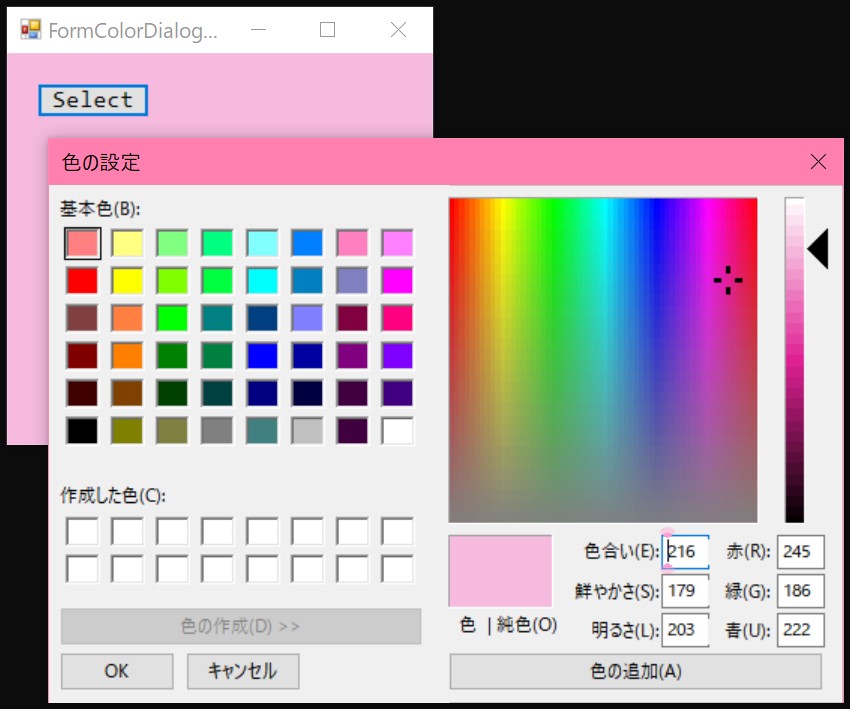 FormColorDialog...
Select
色の設定
基本色(B):
作成した色(C):
色の作成(D) >>
OK
キャンセル
色合い(E): 216
赤(R): 245
鮮やかさ(S): 179
緑(G): 186
色 | 純色(O)
明るさ(L): 203
青(U): 222
色の追加(A)